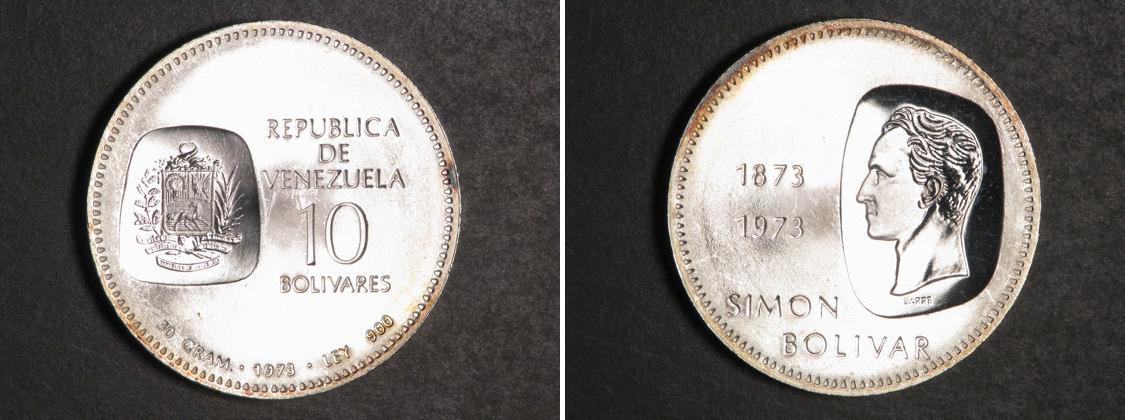 REPUBLICA
DE
VENEZUELA
10
BOLIVARES
30 GRAM. · 1973 · LEY 900
1873
1973
SIMON
BOLIVAR
BARRE